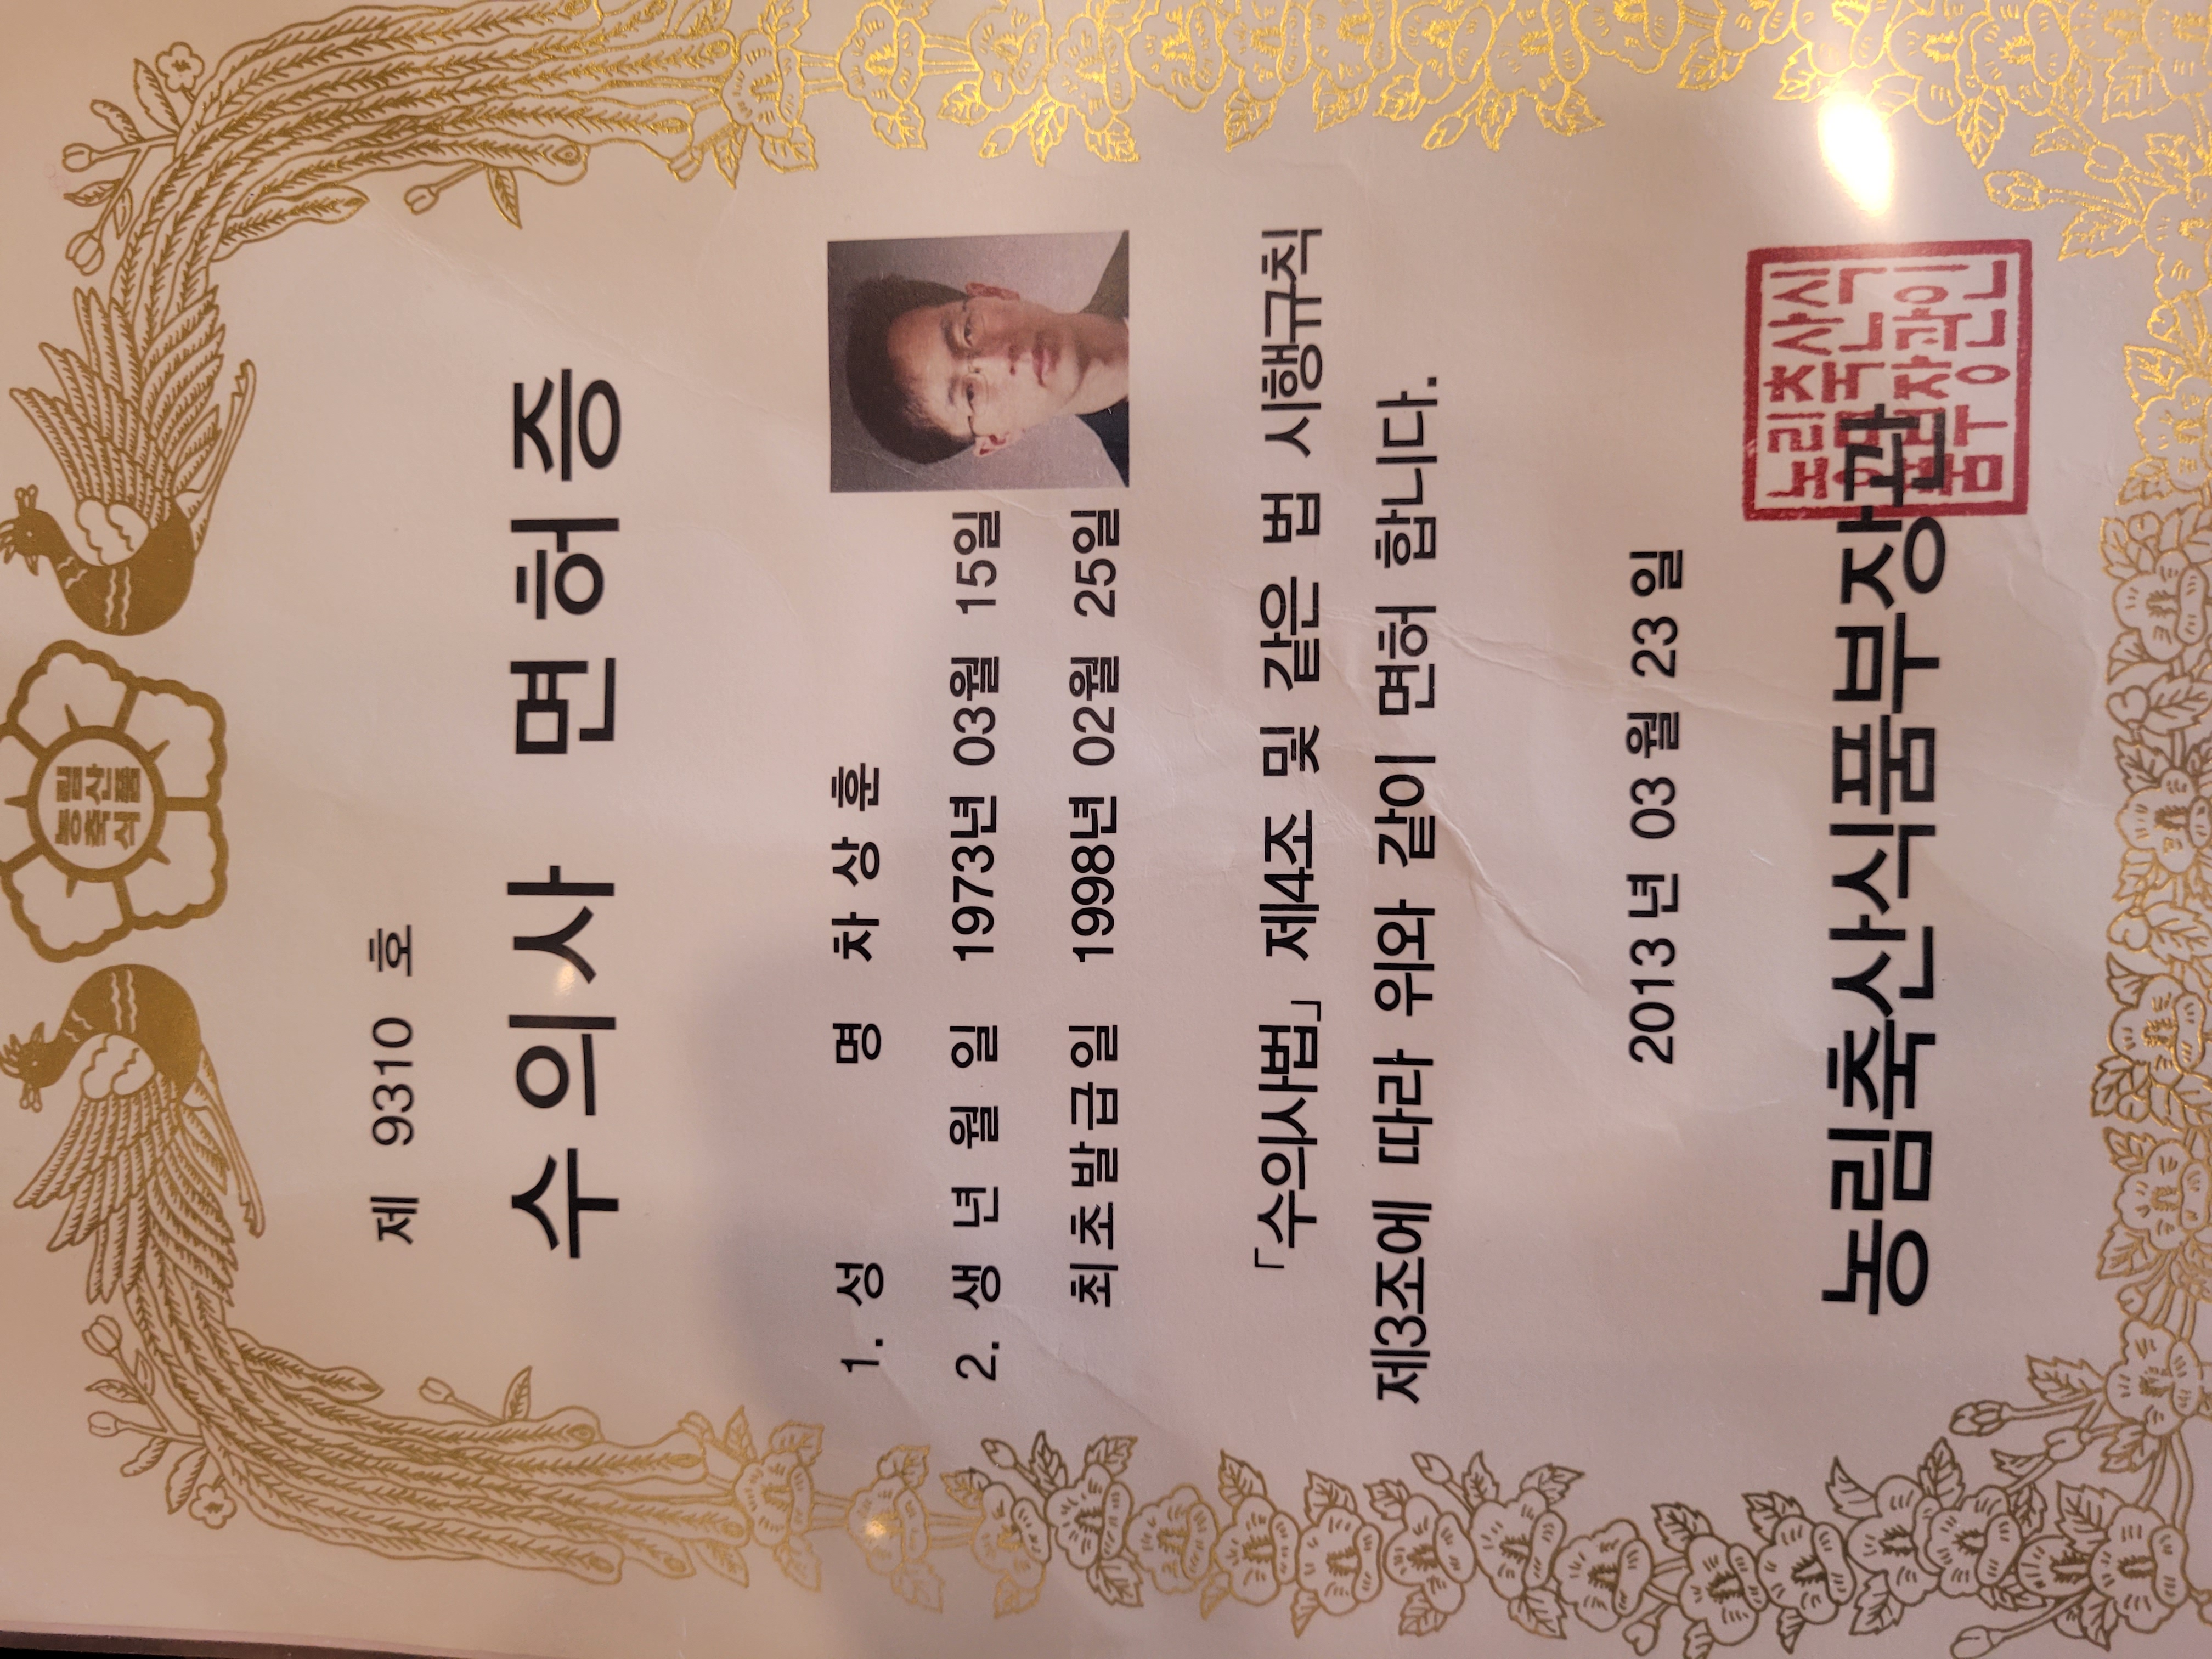 농림
축산
식품
제 9310 호
수의사 면허증
1. 성 명 차 상 훈
2. 생 년 월 일 1973년 03월 15일
최초발급일 1998년 02월 25일
「수의사법」 제4조 및 같은 법 시행규칙
제3조에 따라 위와 같이 면허 합니다.
2013 년 03 월 23 일
농림축산식품부장관
농림축산식
품부장관인